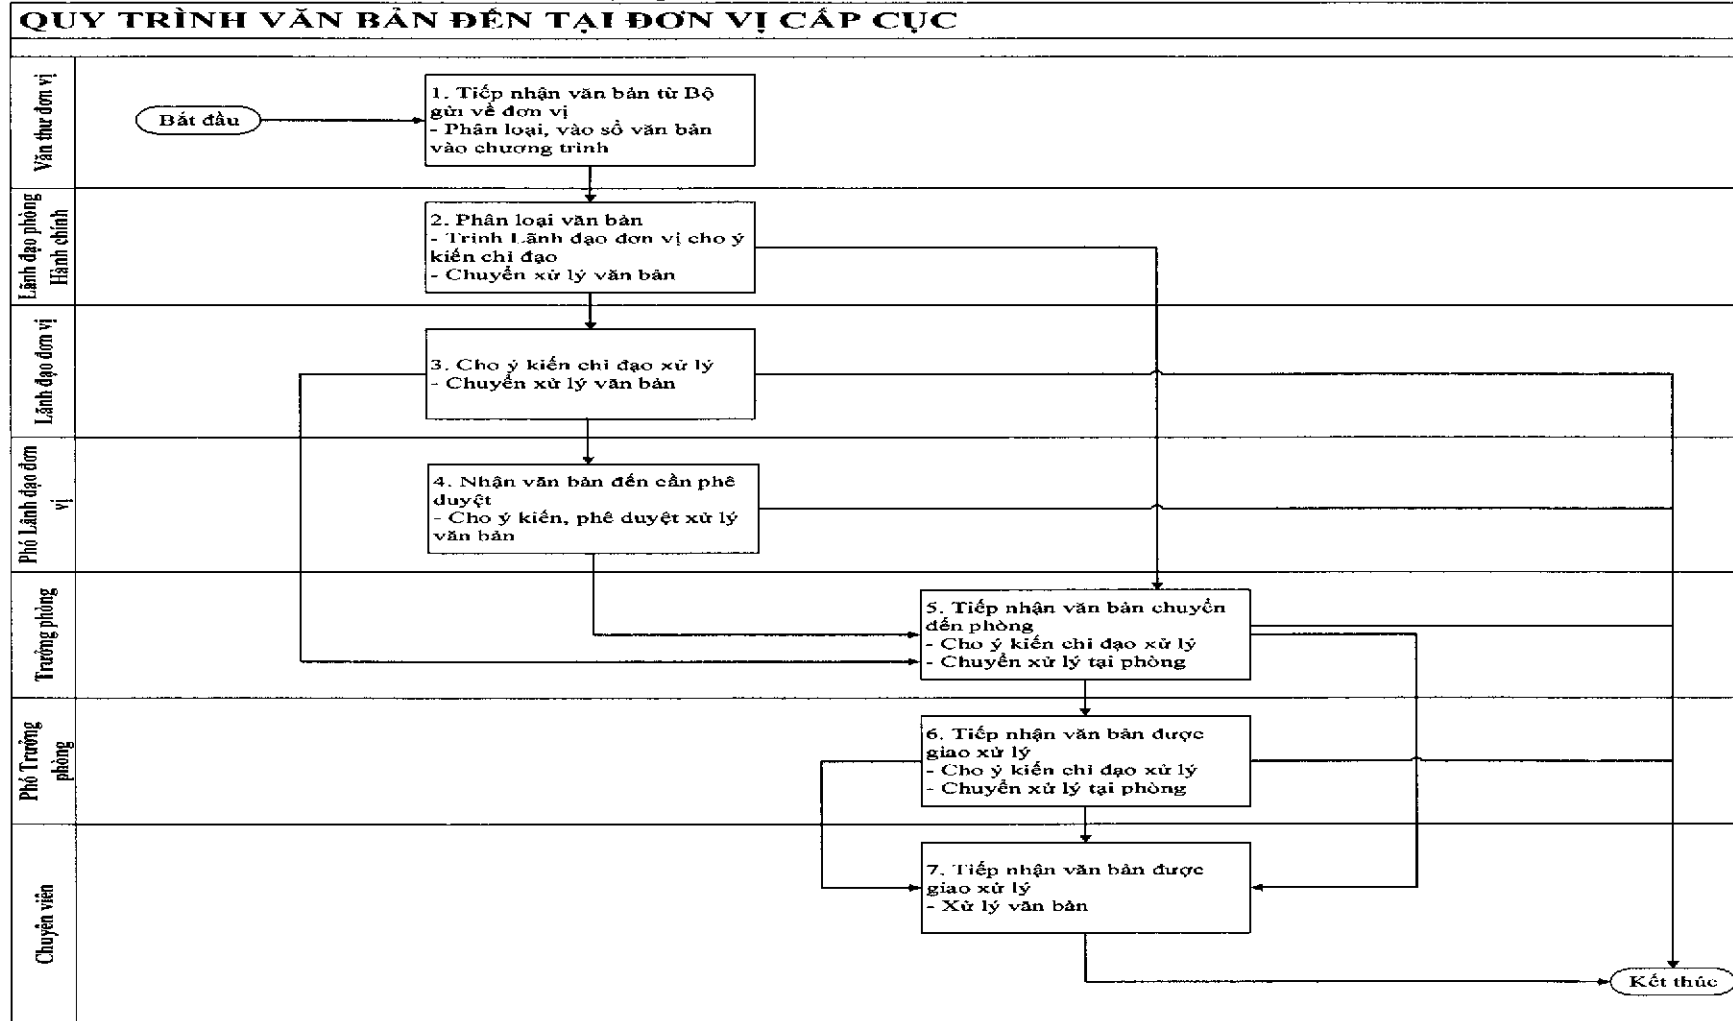 QUY TRÌNH VĂN BẢN ĐẾN TẠI ĐƠN VỊ CẤP CỤC
Văn thư đơn vị
Bắt đầu
1. Tiếp nhận văn bản từ Bộ
gửi về đơn vị
- Phân loại, vào sổ văn bản
vào chương trình
Lãnh đạo phòng
Hành chính
2. Phân loại văn bản
- Trình Lãnh đạo đơn vị cho ý
kiến chỉ đạo
- Chuyển xử lý văn bản
Lãnh đạo đơn vị
3. Cho ý kiến chỉ đạo xử lý
- Chuyển xử lý văn bản
Phó Lãnh đạo đơn
vị
4. Nhận văn bản đến cần phê
duyệt
- Cho ý kiến, phê duyệt xử lý
văn bản
Trưởng phòng
5. Tiếp nhận văn bản chuyển
đến phòng
- Cho ý kiến chỉ đạo xử lý
- Chuyển xử lý tại phòng
Phó Trưởng
phòng
6. Tiếp nhận văn bản được
giao xử lý
- Cho ý kiến chỉ đạo xử lý
- Chuyển xử lý tại phòng
Chuyên viên
7. Tiếp nhận văn bản được
giao xử lý
- Xử lý văn bản
Kết thúc